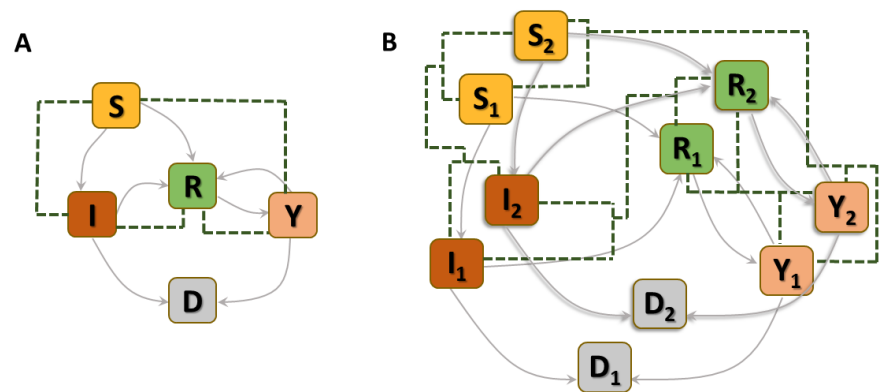 A
S
I
R
Y
D
B
S₂
S₁
R₂
R₁
I₂
Y₂
I₁
Y₁
D₂
D₁